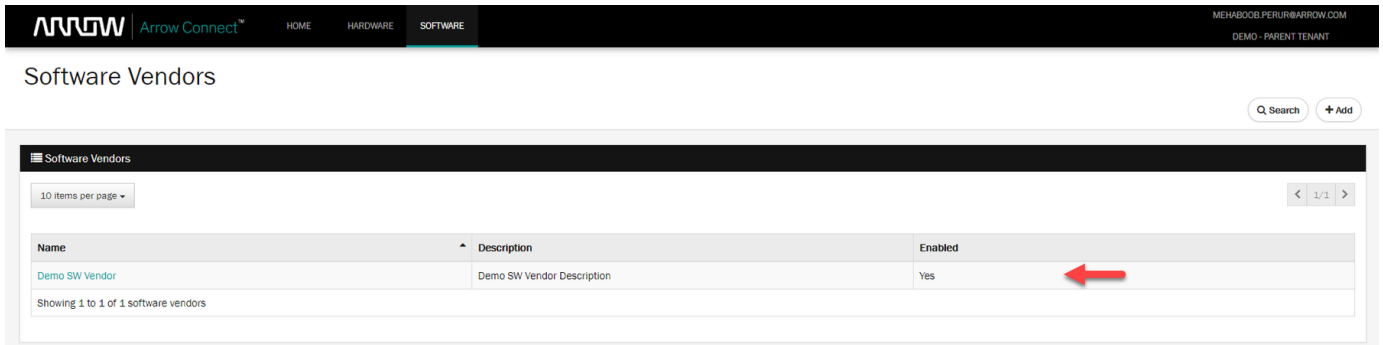 ARROW Arrow Connect™ HOME HARDWARE SOFTWARE MEHABOOB.PERUR@ARROW.COM
DEMO - PARENT TENANT
Software Vendors
Search + Add
Software Vendors
10 items per page < 1/1 >
Name Description Enabled
Demo SW Vendor Demo SW Vendor Description Yes
Showing 1 to 1 of 1 software vendors